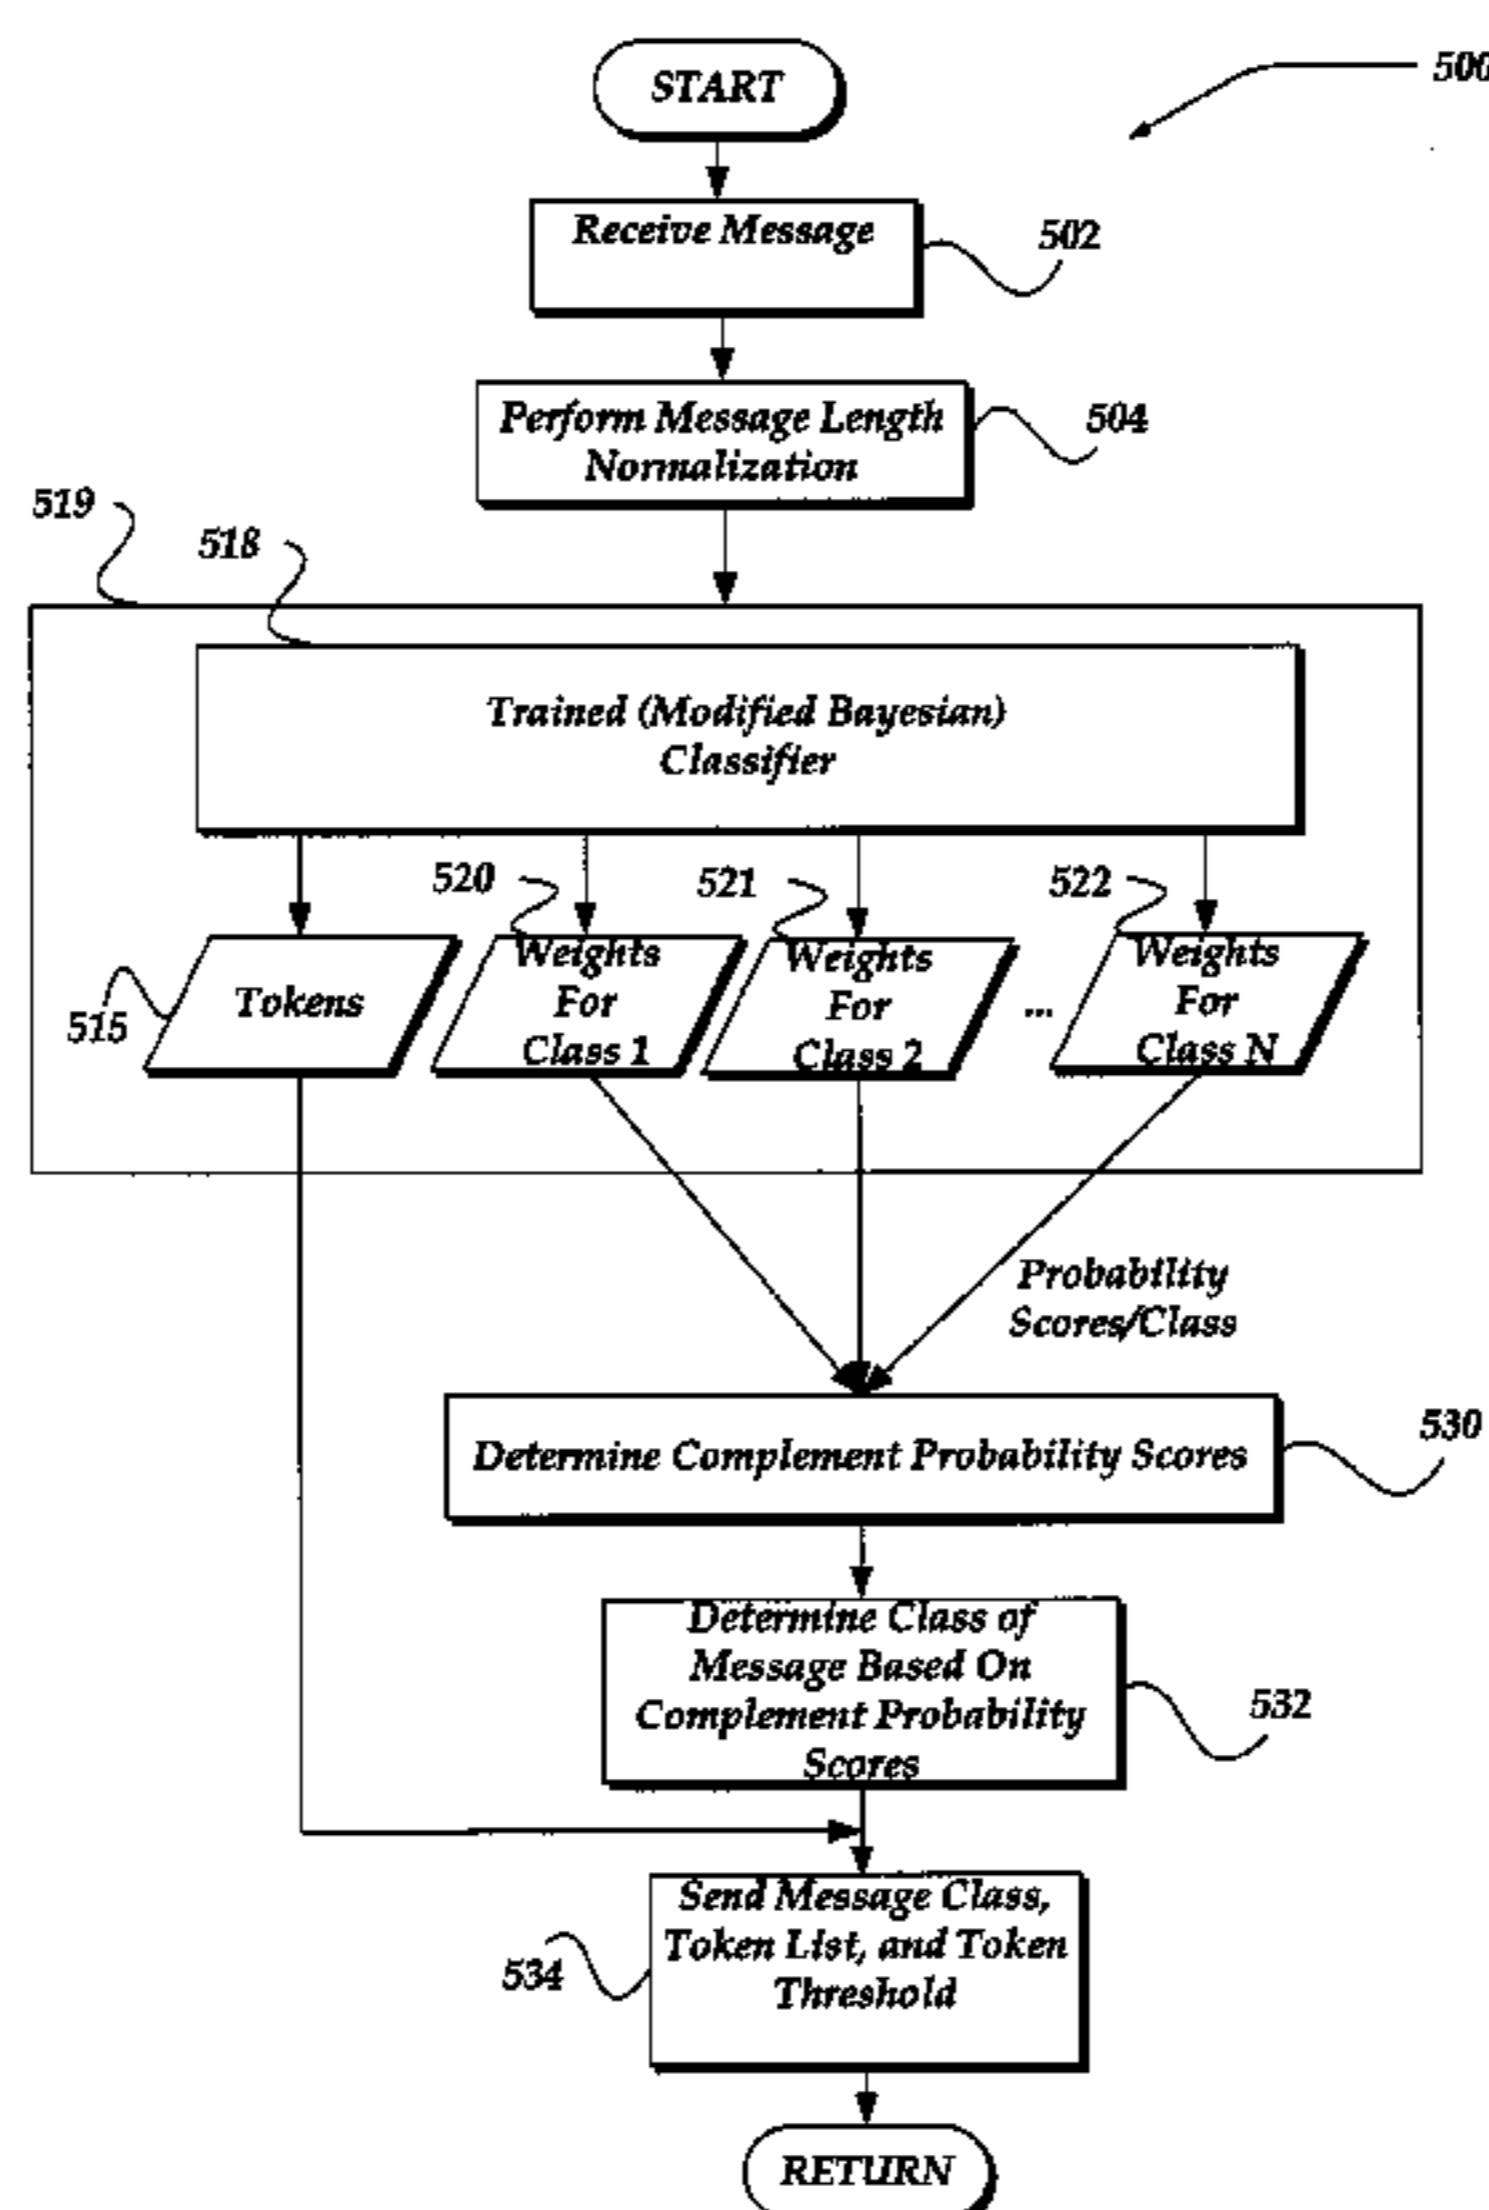 START
500
Receive Message
502
Perform Message Length
Normalization
504
519
518
Trained (Modified Bayesian)
Classifier
520
521
522
515
Tokens
Weights
For
Class 1
Weights
For
Class 2
...
Weights
For
Class N
Probability
Scores/Class
Determine Complement Probability Scores
530
Determine Class of
Message Based On
Complement Probability
Scores
532
Send Message Class,
Token List, and Token
Threshold
534
RETURN